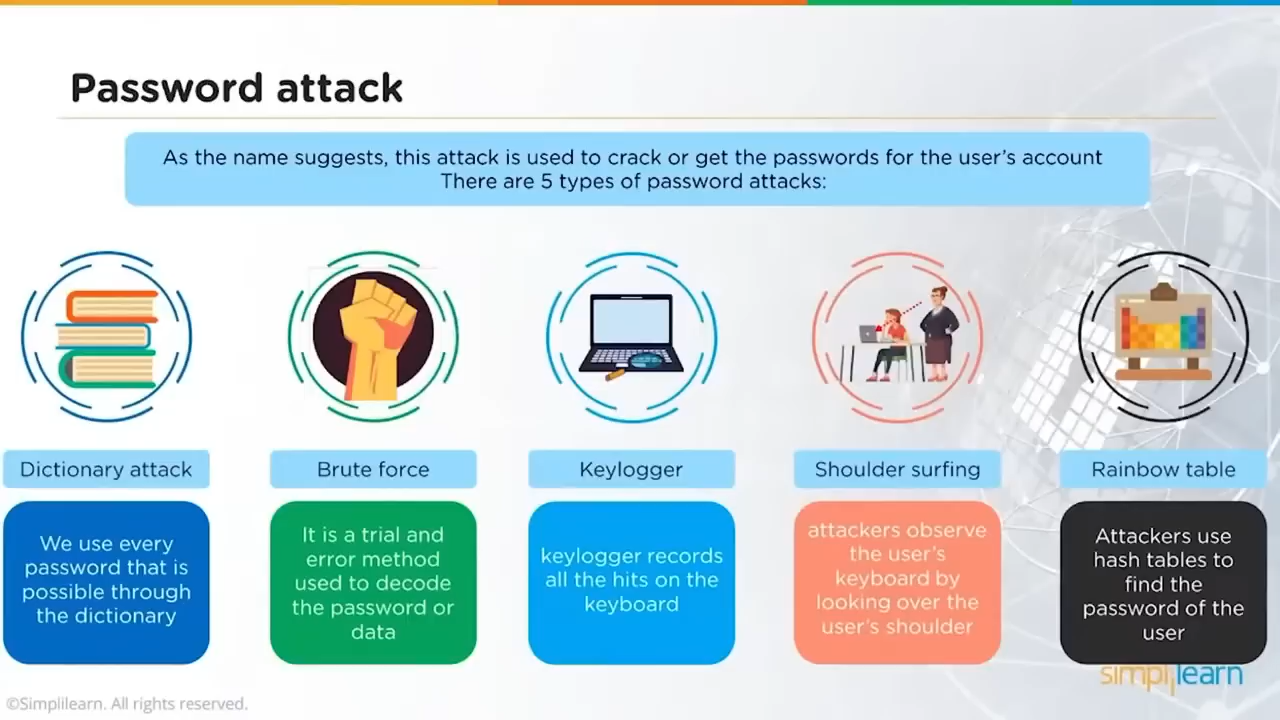 Password attack
As the name suggests, this attack is used to crack or get the passwords for the user's account
There are 5 types of password attacks:
Dictionary attack
We use every
password that is
possible through
the dictionary
Brute force
It is a trial and
error method
used to decode
the password or
data
Keylogger
keylogger records
all the hits on the
keyboard
Shoulder surfing
attackers observe
the user's
keyboard by
looking over the
user's shoulder
Rainbow table
Attackers use
hash tables to
find the
password of the
user
simplilearn
©Simplilearn. All rights reserved.